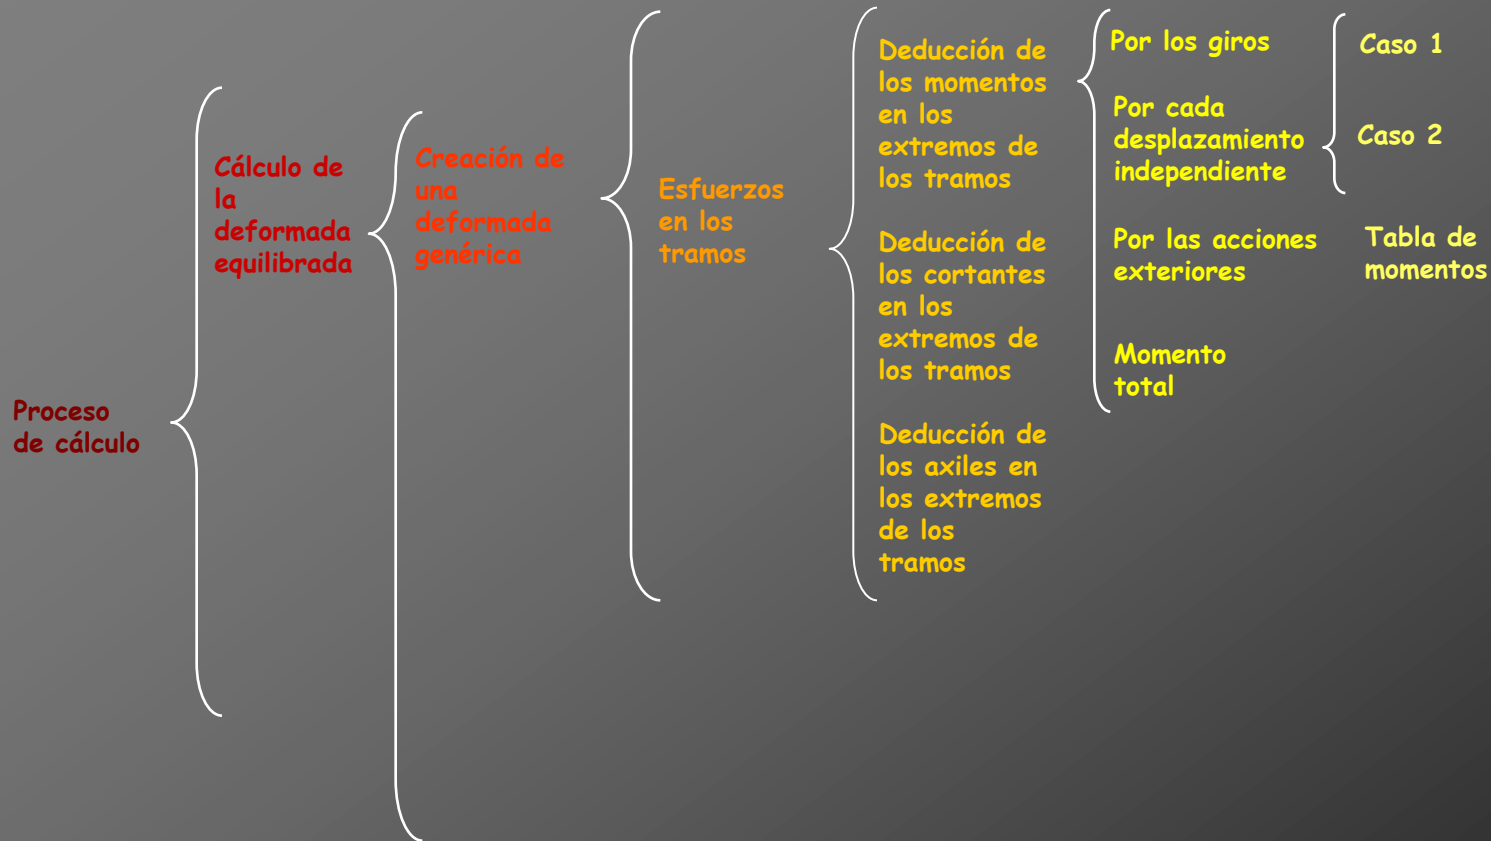 Proceso
de cálculo
Cálculo de
la
deformada
equilibrada
Creación de
una
deformada
genérica
Esfuerzos
en los
tramos
Deducción de
los momentos
en los
extremos de
los tramos
Deducción de
los cortantes
en los
extremos de
los tramos
Deducción de
los axiles en
los extremos
de los
tramos
Por los giros
Por cada
desplazamiento
independiente
Por las acciones
exteriores
Momento
total
Caso 1
Caso 2
Tabla de
momentos